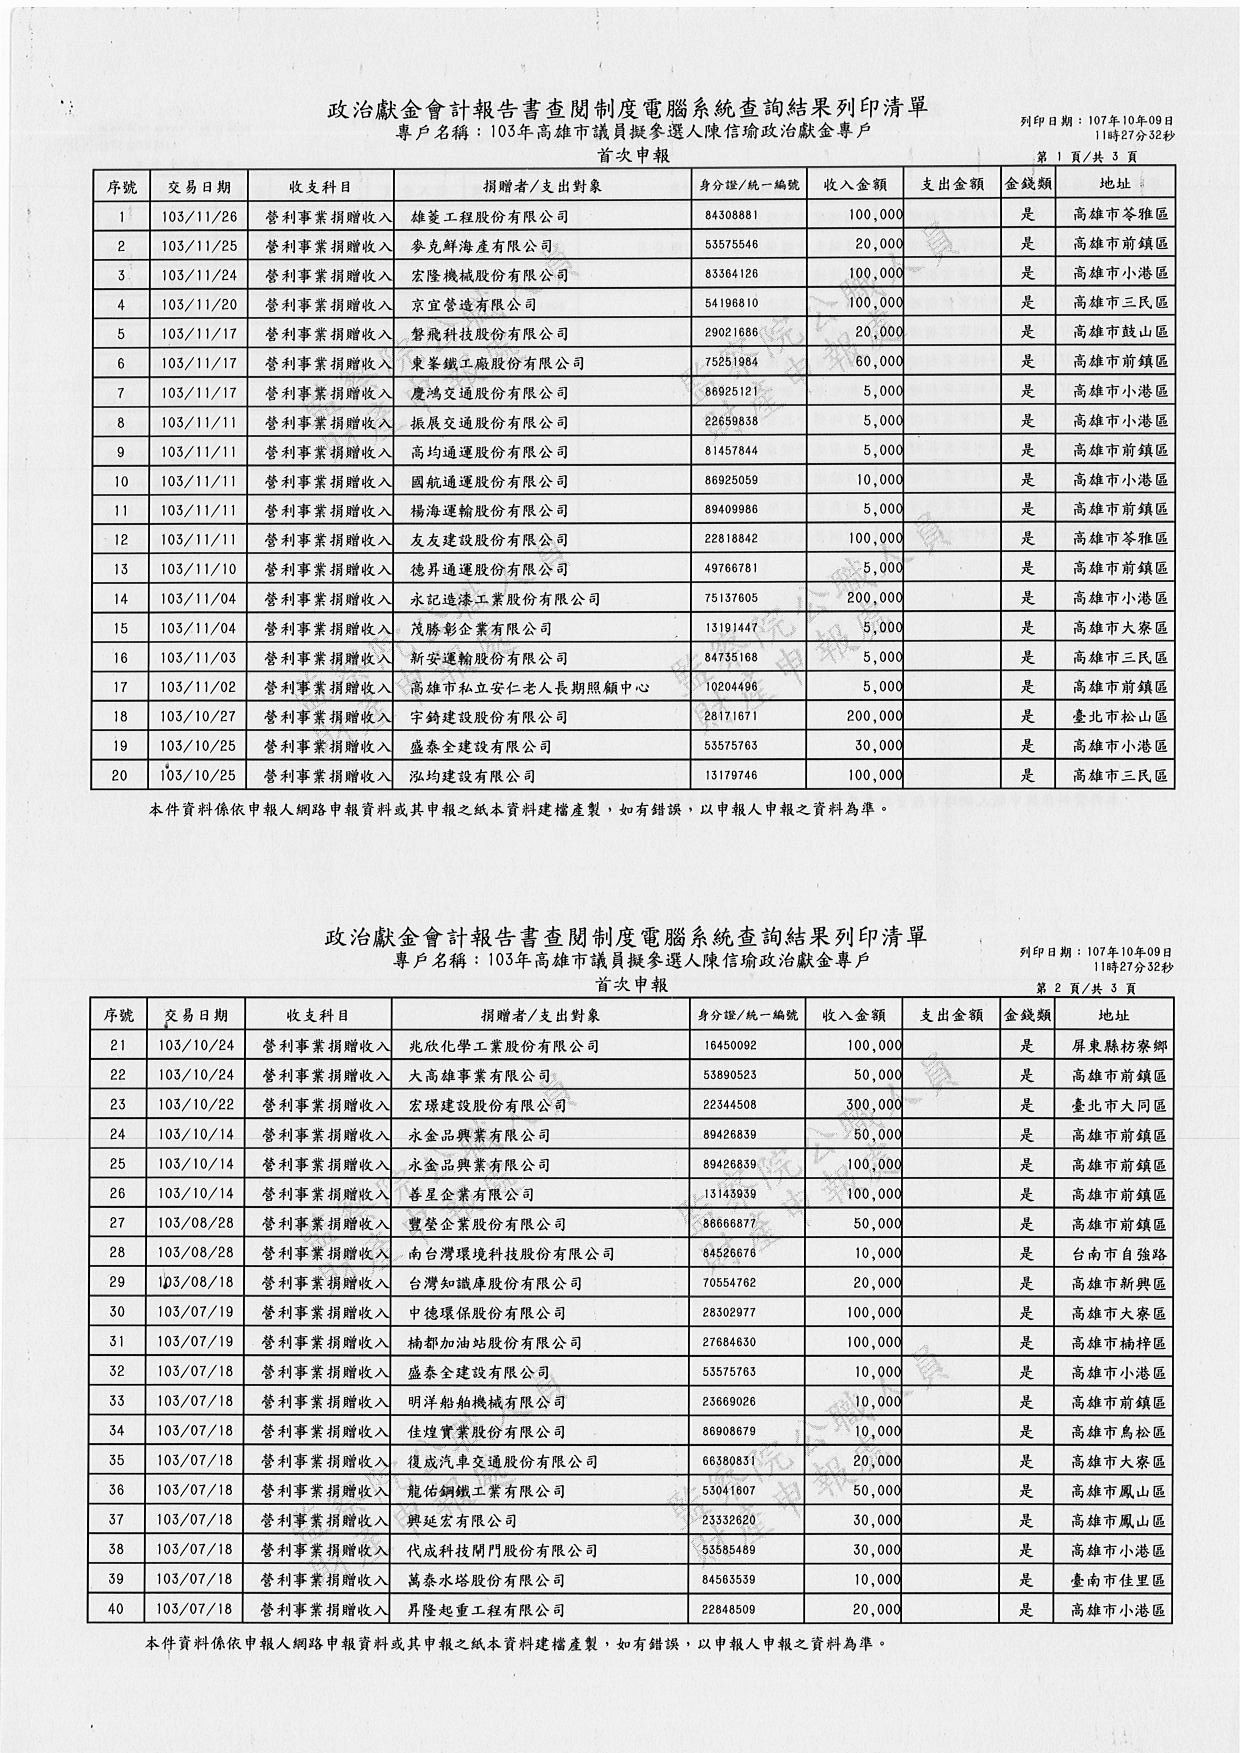 政治獻金會計報告書查閱制度電腦系統查詢結果列印清單
專戶名稱：103年高雄市議員擬參選人陳信瑜政治獻金專戶
列印日期：107年10年09日
11時27分32秒
首次申報
第 1 頁/共 3 頁
序號 交易日期 收支科目 捐贈者/支出對象 身分證/統一編號 收入金額 支出金額 金錢類 地址
1 103/11/26 營利事業捐贈收入 雄菱工程股份有限公司 84308881 100,000 是 高雄市苓雅區
2 103/11/25 營利事業捐贈收入 麥克鮮海產有限公司 53575546 20,000 是 高雄市前鎮區
3 103/11/24 營利事業捐贈收入 宏隆機械股份有限公司 83364126 100,000 是 高雄市小港區
4 103/11/20 營利事業捐贈收入 京宜營造有限公司 54196810 100,000 是 高雄市三民區
5 103/11/17 營利事業捐贈收入 磐飛科技股份有限公司 29021686 20,000 是 高雄市鼓山區
6 103/11/17 營利事業捐贈收入 東峯鐵工廠股份有限公司 75251984 60,000 是 高雄市前鎮區
7 103/11/17 營利事業捐贈收入 慶鴻交通股份有限公司 86925121 5,000 是 高雄市小港區
8 103/11/11 營利事業捐贈收入 振展交通股份有限公司 22659838 5,000 是 高雄市小港區
9 103/11/11 營利事業捐贈收入 高均通運股份有限公司 81457844 5,000 是 高雄市前鎮區
10 103/11/11 營利事業捐贈收入 國航通運股份有限公司 86925059 10,000 是 高雄市小港區
11 103/11/11 營利事業捐贈收入 楊海運輸股份有限公司 89409986 5,000 是 高雄市前鎮區
12 103/11/11 營利事業捐贈收入 友友建設股份有限公司 22818842 100,000 是 高雄市苓雅區
13 103/11/10 營利事業捐贈收入 德昇通運股份有限公司 49766781 5,000 是 高雄市前鎮區
14 103/11/04 營利事業捐贈收入 永記造漆工業股份有限公司 75137605 200,000 是 高雄市小港區
15 103/11/04 營利事業捐贈收入 茂勝彰企業有限公司 13191447 5,000 是 高雄市大寮區
16 103/11/03 營利事業捐贈收入 新安運輸股份有限公司 84735168 5,000 是 高雄市三民區
17 103/11/02 營利事業捐贈收入 高雄市私立安仁老人長期照顧中心 10204496 5,000 是 高雄市前鎮區
18 103/10/27 營利事業捐贈收入 宇錡建設股份有限公司 28171671 200,000 是 臺北市松山區
19 103/10/25 營利事業捐贈收入 盛泰全建設有限公司 53575763 30,000 是 高雄市小港區
20 103/10/25 營利事業捐贈收入 泓均建設有限公司 13179746 100,000 是 高雄市三民區
本件資料係依申報人網路申報資料或其申報之紙本資料建檔產製，如有錯誤，以申報人申報之資料為準。
政治獻金會計報告書查閱制度電腦系統查詢結果列印清單
專戶名稱：103年高雄市議員擬參選人陳信瑜政治獻金專戶
列印日期：107年10年09日
11時27分32秒
首次申報
第 2 頁/共 3 頁
序號 交易日期 收支科目 捐贈者/支出對象 身分證/統一編號 收入金額 支出金額 金錢類 地址
21 103/10/24 營利事業捐贈收入 兆欣化學工業股份有限公司 16450092 100,000 是 屏東縣枋寮鄉
22 103/10/24 營利事業捐贈收入 大高雄事業有限公司 53890523 50,000 是 高雄市前鎮區
23 103/10/22 營利事業捐贈收入 宏璟建設股份有限公司 22344508 300,000 是 臺北市大同區
24 103/10/14 營利事業捐贈收入 永金品興業有限公司 89426839 50,000 是 高雄市前鎮區
25 103/10/14 營利事業捐贈收入 永金品興業有限公司 89426839 100,000 是 高雄市前鎮區
26 103/10/14 營利事業捐贈收入 善星企業有限公司 13143939 100,000 是 高雄市前鎮區
27 103/08/28 營利事業捐贈收入 豐瑩企業股份有限公司 86666877 50,000 是 高雄市前鎮區
28 103/08/28 營利事業捐贈收入 南台灣環境科技股份有限公司 84526676 10,000 是 台南市自強路
29 103/08/18 營利事業捐贈收入 台灣知識庫股份有限公司 70554762 20,000 是 高雄市新興區
30 103/07/19 營利事業捐贈收入 中德環保股份有限公司 28302977 100,000 是 高雄市大寮區
31 103/07/19 營利事業捐贈收入 楠都加油站股份有限公司 27684630 100,000 是 高雄市楠梓區
32 103/07/18 營利事業捐贈收入 盛泰全建設有限公司 53575763 10,000 是 高雄市小港區
33 103/07/18 營利事業捐贈收入 明洋船舶機械有限公司 23669026 10,000 是 高雄市前鎮區
34 103/07/18 營利事業捐贈收入 佳煌實業股份有限公司 86908679 10,000 是 高雄市鳥松區
35 103/07/18 營利事業捐贈收入 復成汽車交通股份有限公司 66380831 20,000 是 高雄市大寮區
36 103/07/18 營利事業捐贈收入 龍佑鋼鐵工業有限公司 53041607 50,000 是 高雄市鳳山區
37 103/07/18 營利事業捐贈收入 興延宏有限公司 23332620 30,000 是 高雄市鳳山區
38 103/07/18 營利事業捐贈收入 代成科技閘門股份有限公司 53585489 30,000 是 高雄市小港區
39 103/07/18 營利事業捐贈收入 萬泰水塔股份有限公司 84563539 10,000 是 臺南市佳里區
40 103/07/18 營利事業捐贈收入 昇隆起重工程有限公司 22848509 20,000 是 高雄市小港區
本件資料係依申報人網路申報資料或其申報之紙本資料建檔產製，如有錯誤，以申報人申報之資料為準。
監察院公職人員
財產申報處